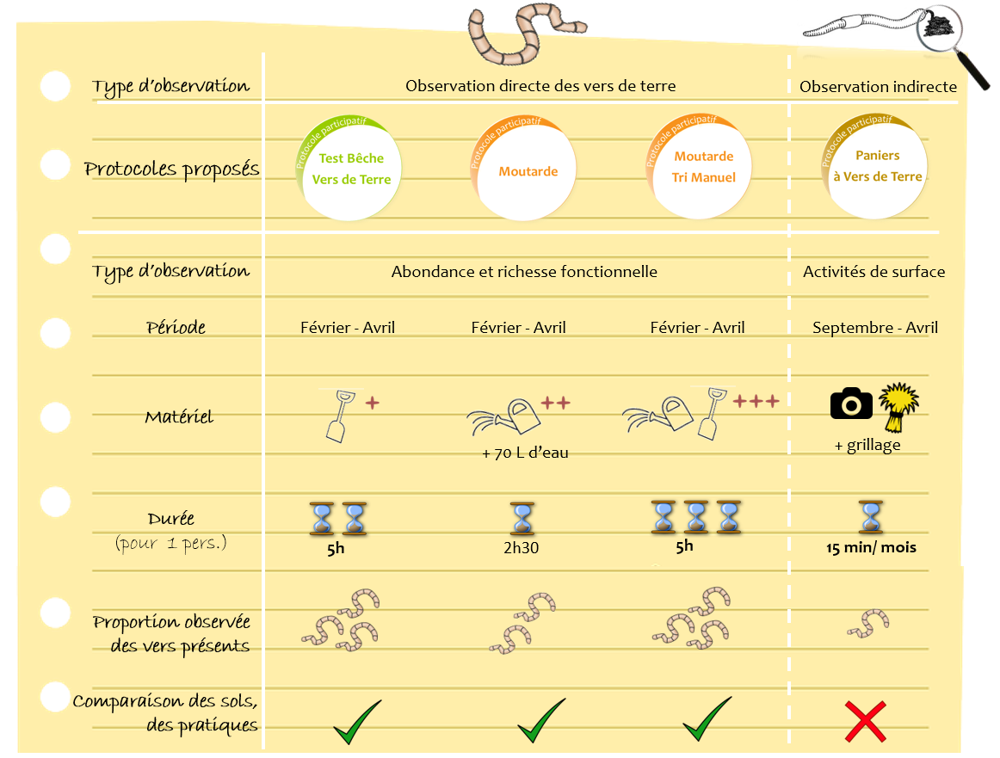 Type d'observation
Observation directe des vers de terre
Observation indirecte
Protocoles proposés
Protocole participatif
Test Bêche
Vers de Terre
Protocole participatif
Moutarde
Protocole participatif
Moutarde
Tri Manuel
Protocole participatif
Paniers
à Vers de Terre
Type d'observation
Abondance et richesse fonctionnelle
Activités de surface
Période
Février - Avril
Février - Avril
Février - Avril
Septembre - Avril
Matériel
+
++
+ 70 L d'eau
+++
+ grillage
Durée
(pour 1 pers.)
5h
2h30
5h
15 min/ mois
Proportion observée
des vers présents
Comparaison des sols,
des pratiques